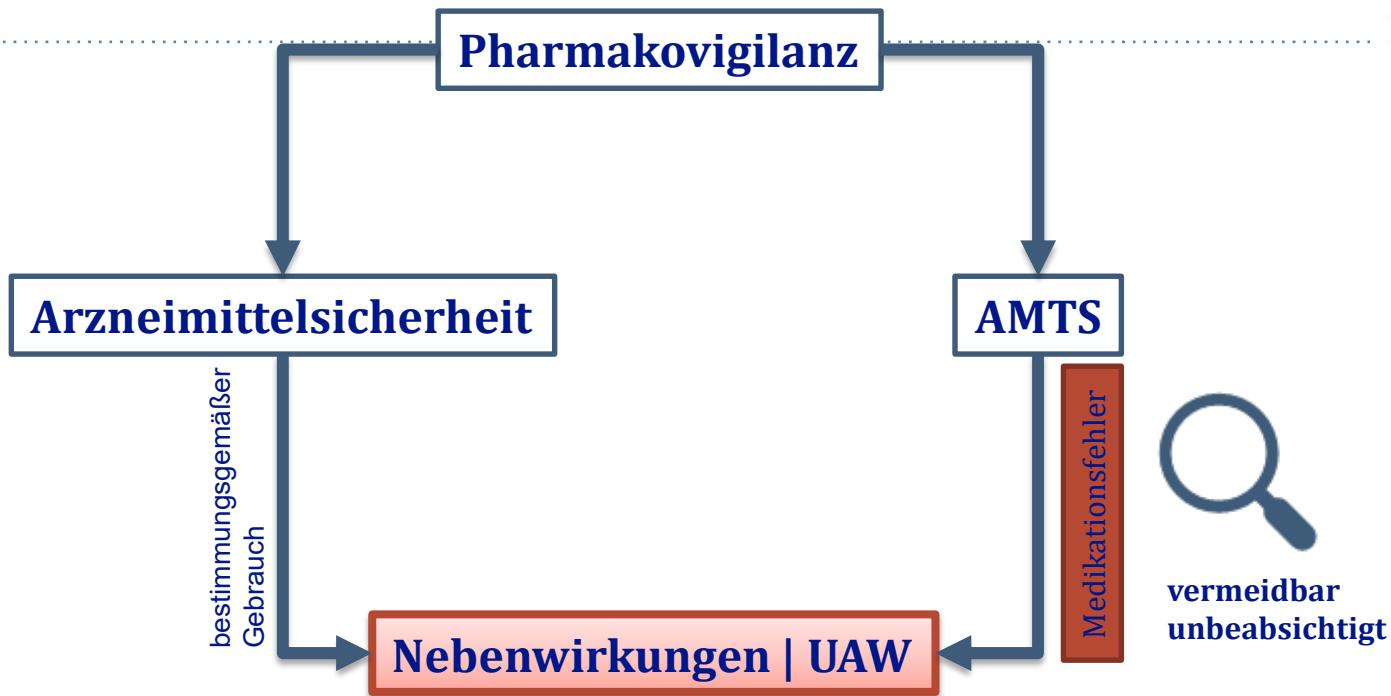 Pharmakovigilanz
Arzneimittelsicherheit
AMTS
bestimmungsgemäßer
Gebrauch
Medikationsfehler
vermeidbar
unbeabsichtigt
Nebenwirkungen | UAW